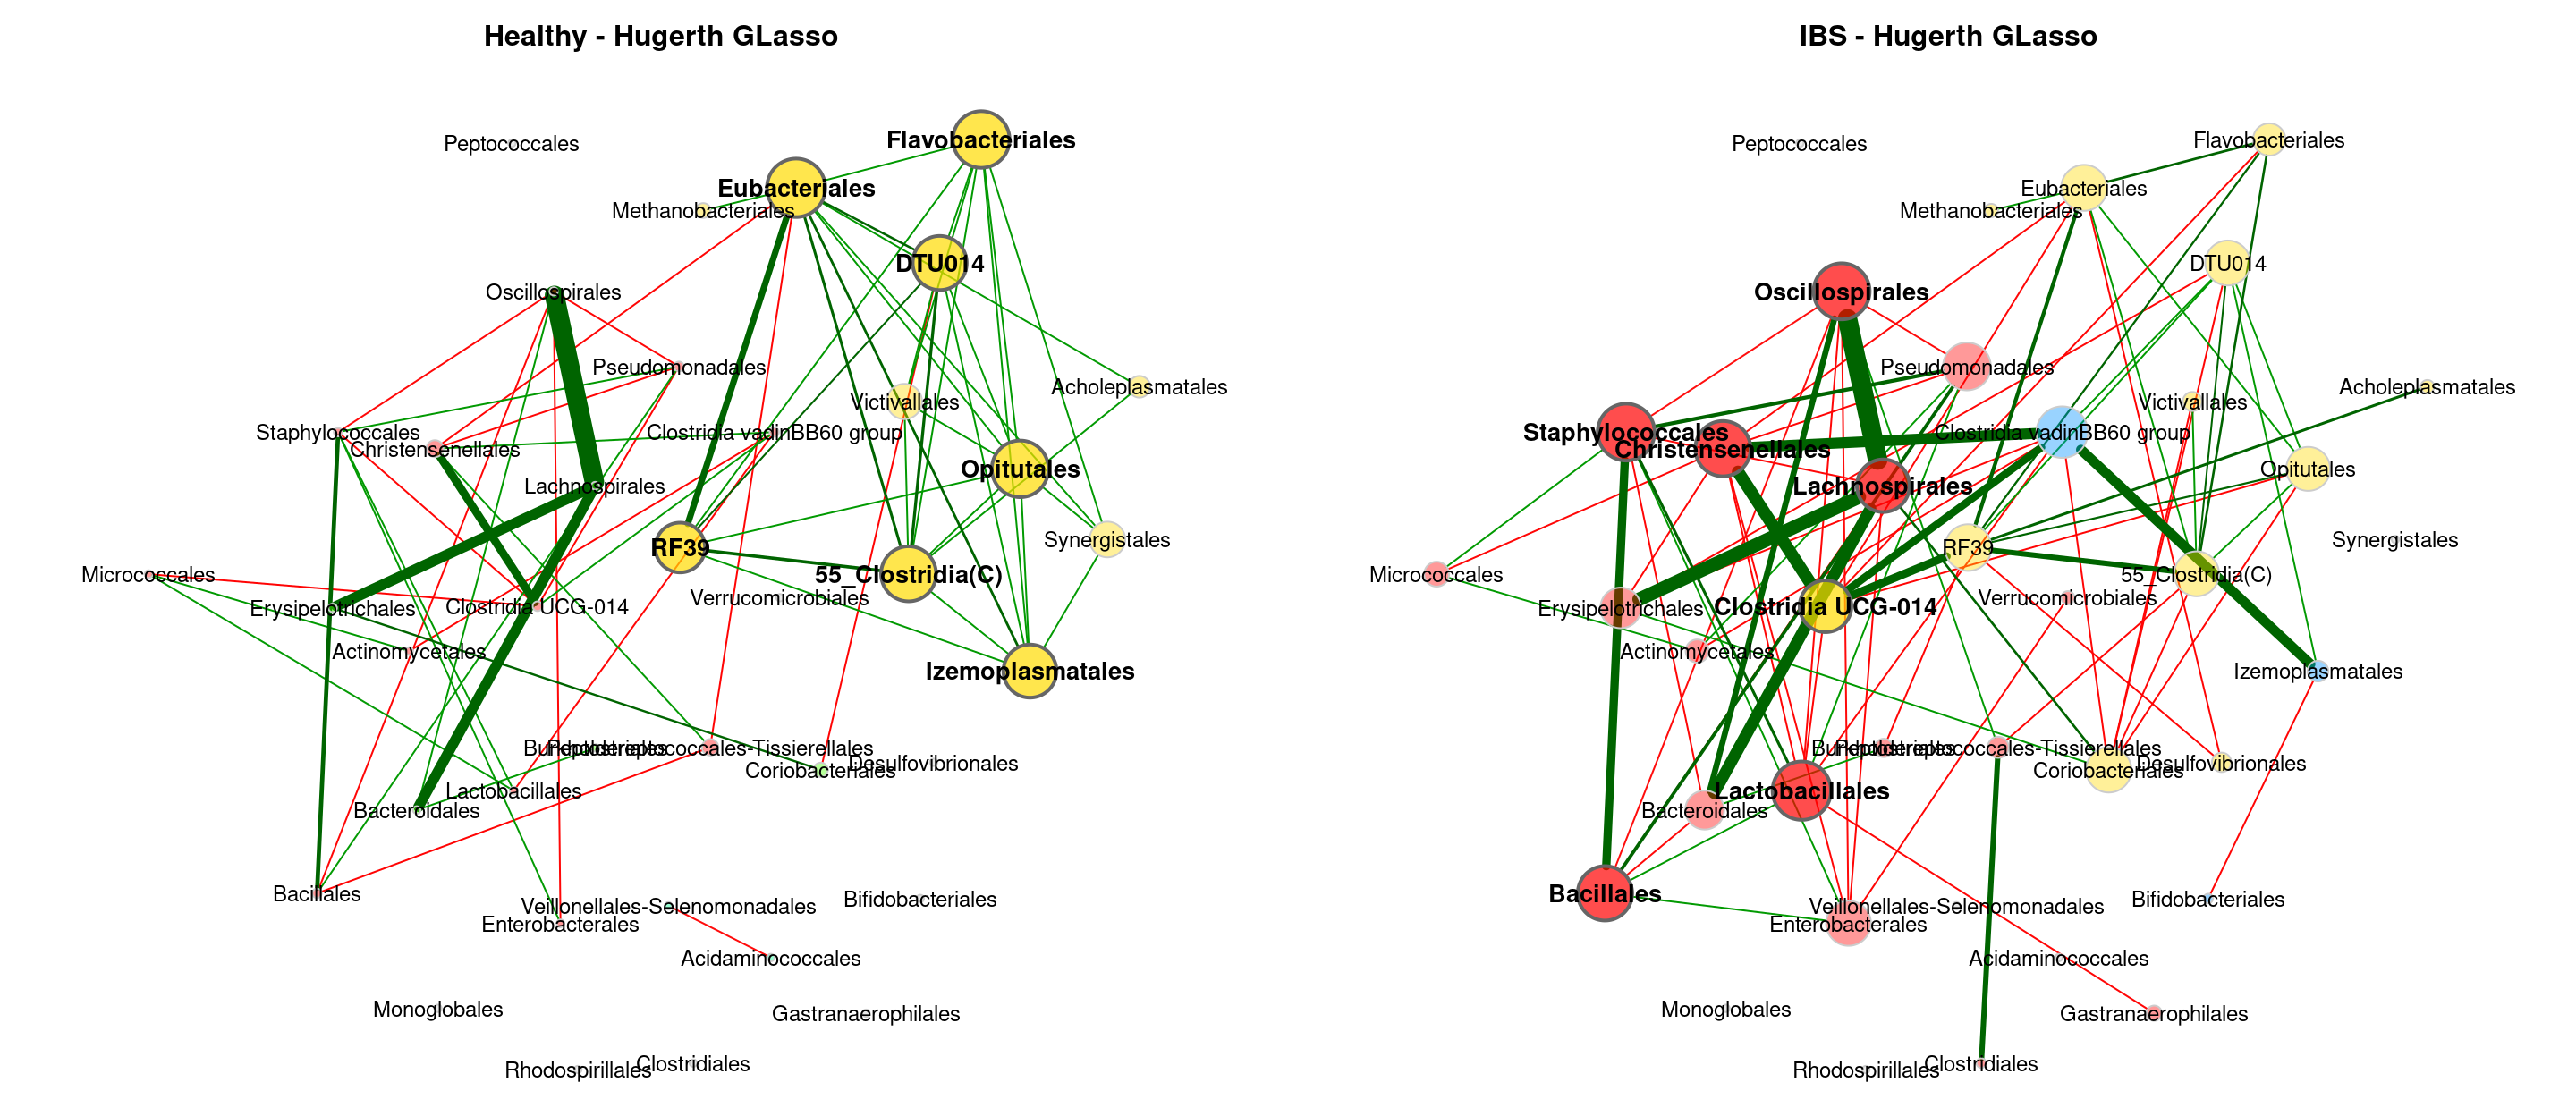 Healthy - Hugerth GLasso
Flavobacteriales
Peptococcales
Eubacteriales
Methanobacteriales
DTU014
Oscillospirales
Pseudomonadales
Acholeplasmatales
Victivallales
Staphylococcales
Clostridia vadinBB60 group
Christensenellales
Opitutales
Lachnospirales
Synergistales
RF39
Micrococcales
55_Clostridia(C)
Verrucomicrobiales
Erysipelotrichales
Clostridia UCG-014
Actinomycetales
Izemoplasmatales
Peptostreptococcales-Tissierellales
Desulfovibrionales
Coriobacteriales
Lactobacillales
Bacteroidales
Bacillales
Bifidobacteriales
Veillonellales-Selenomonadales
Enterobacterales
Acidaminococcales
Monoglobales
Gastranaerophilales
Clostridiales
Rhodospirillales
IBS - Hugerth GLasso
Flavobacteriales
Peptococcales
Eubacteriales
Methanobacteriales
DTU014
Oscillospirales
Pseudomonadales
Acholeplasmatales
Victivallales
Staphylococcales
Clostridia vadinBB60 group
Christensenellales
Opitutales
Lachnospirales
Synergistales
RF39
Micrococcales
55_Clostridia(C)
Verrucomicrobiales
Erysipelotrichales
Clostridia UCG-014
Actinomycetales
Izemoplasmatales
Peptostreptococcales-Tissierellales
Desulfovibrionales
Coriobacteriales
Lactobacillales
Bacteroidales
Bacillales
Bifidobacteriales
Veillonellales-Selenomonadales
Enterobacterales
Acidaminococcales
Monoglobales
Gastranaerophilales
Clostridiales
Rhodospirillales